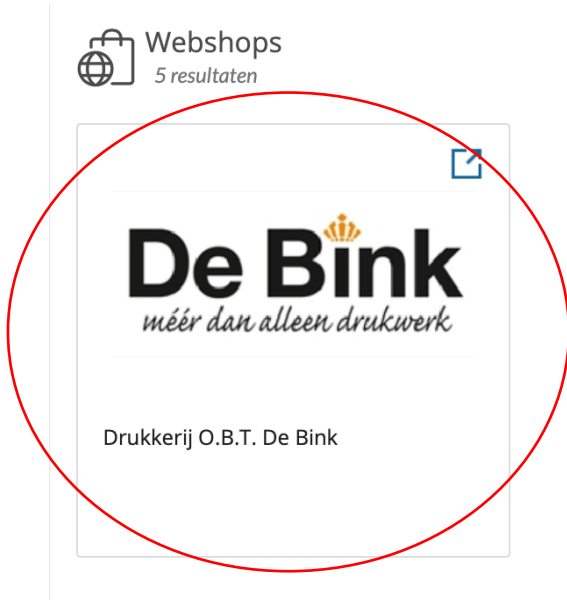 Webshops
5 resultaten
De Bink
méér dan alleen drukwerk
Drukkerij O.B.T. De Bink